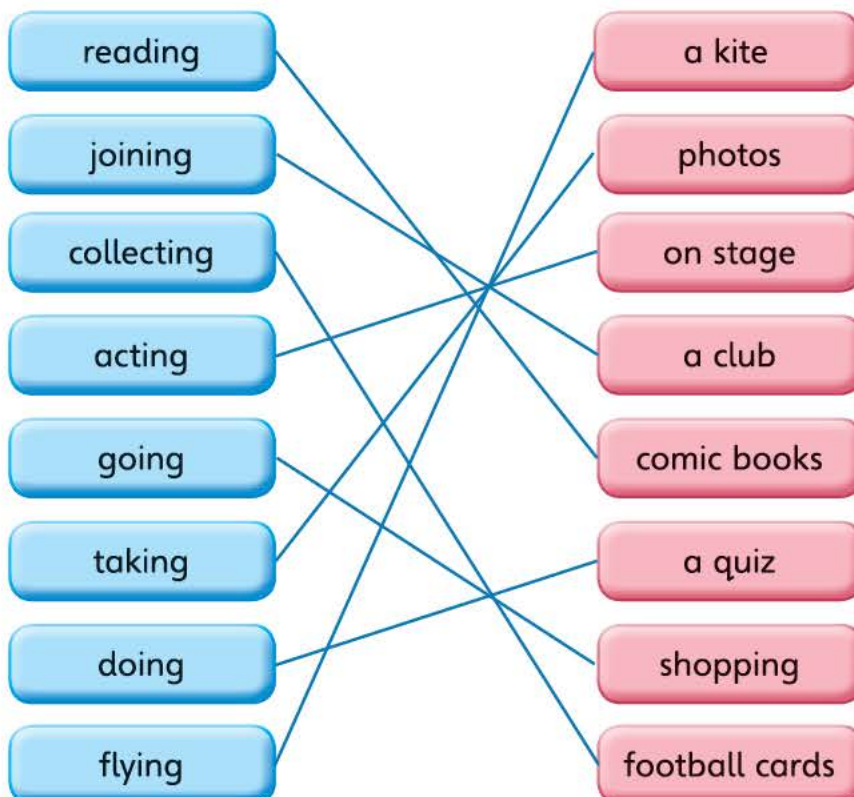 reading
joining
collecting
acting
going
taking
doing
flying
a kite
photos
on stage
a club
comic books
a quiz
shopping
football cards